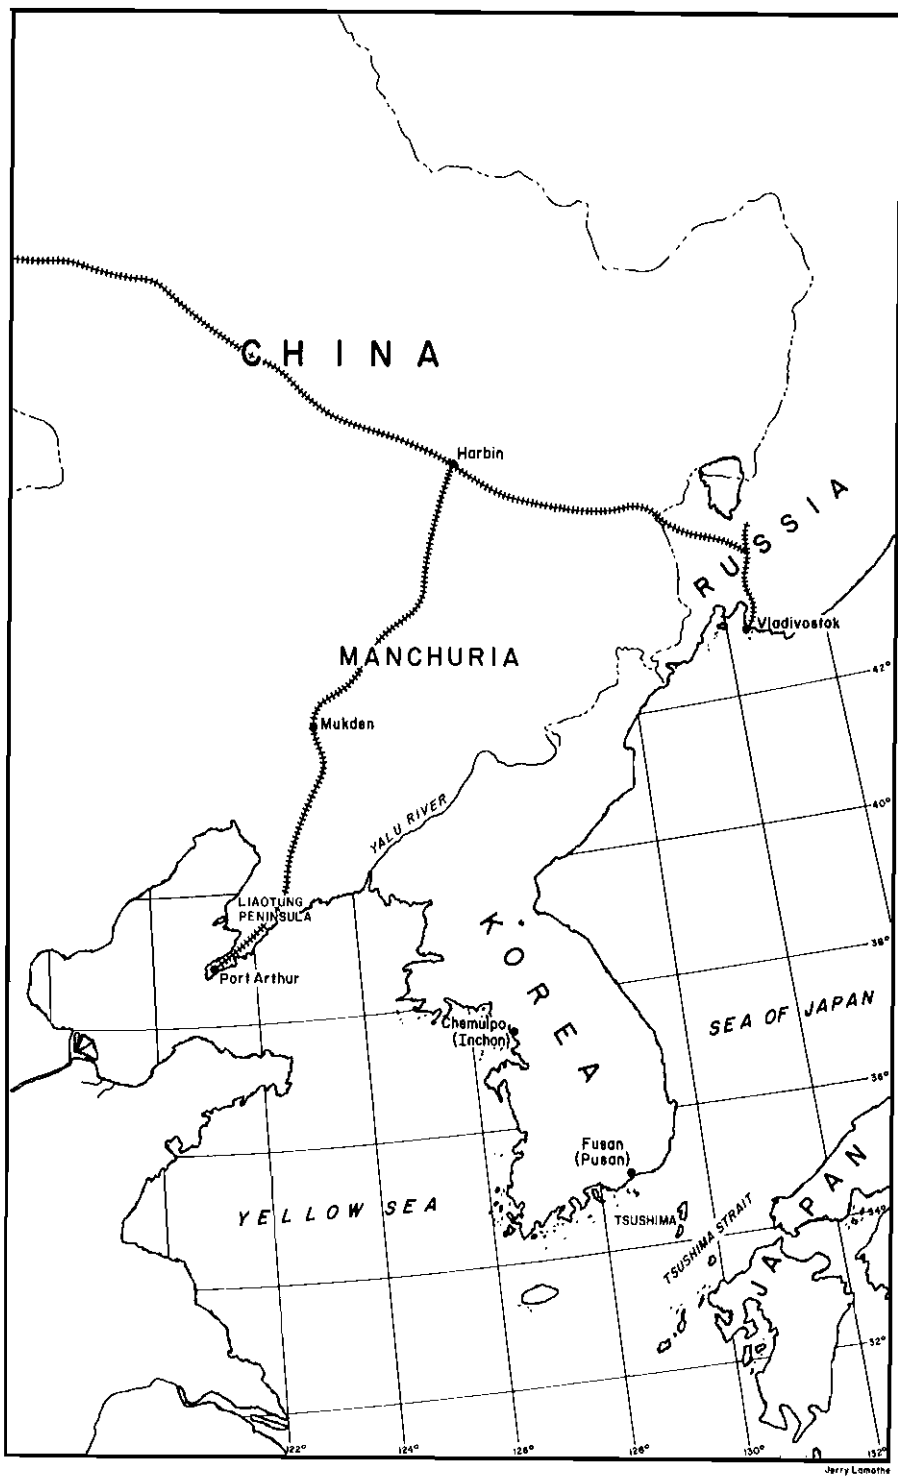 CHINA
Harbin
RUSSIA
Vladivostok
MANCHURIA
42°
Mukden
YALU RIVER
40°
LIAOTUNG
PENINSULA
KOREA
38°
Port Arthur
SEA OF JAPAN
Chemulpo
(Inchon)
36°
Fusan
(Pusan)
JAPAN
YELLOW SEA
TSUSHIMA
TSUSHIMA STRAIT
34°
32°
122°
124°
126°
128°
130°
132°
Jerry Lamothe